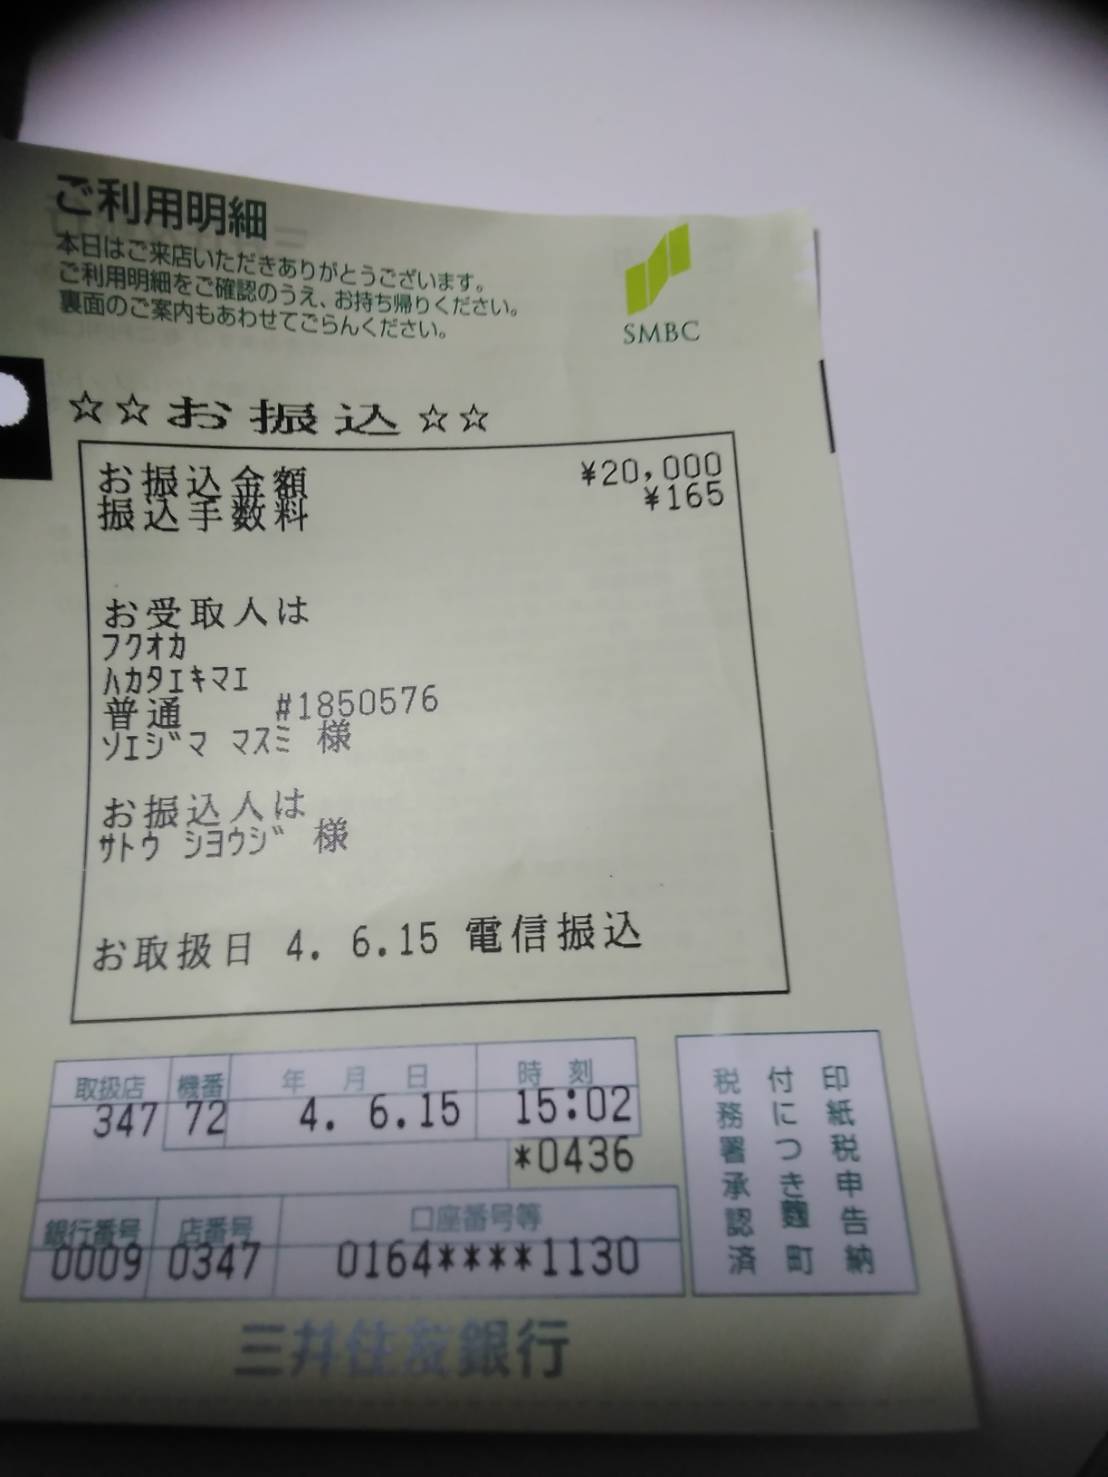 ご利用明細
本日はご来店いただきありがとうございます。
ご利用明細をご確認のうえ、お持ち帰りください。
裏面のご案内もあわせてごらんください。
SMBC
☆☆お振込☆☆
お振込金額 ¥20,000
振込手数料 ¥165
お受取人は
フクオカ
ハカタエキマエ
普通 #1850576
ソエジマ マスミ 様
お振込人は
サトウ シヨウジ 様
お取扱日 4. 6.15 電信振込
取扱店 機番 年 月 日 時 刻
347 72 4. 6.15 15:02
*0436
銀行番号 店番号 口座番号等
0009 0347 0164****1130
印紙税申告納
付につき麹町
税務署承認済
三井住友銀行